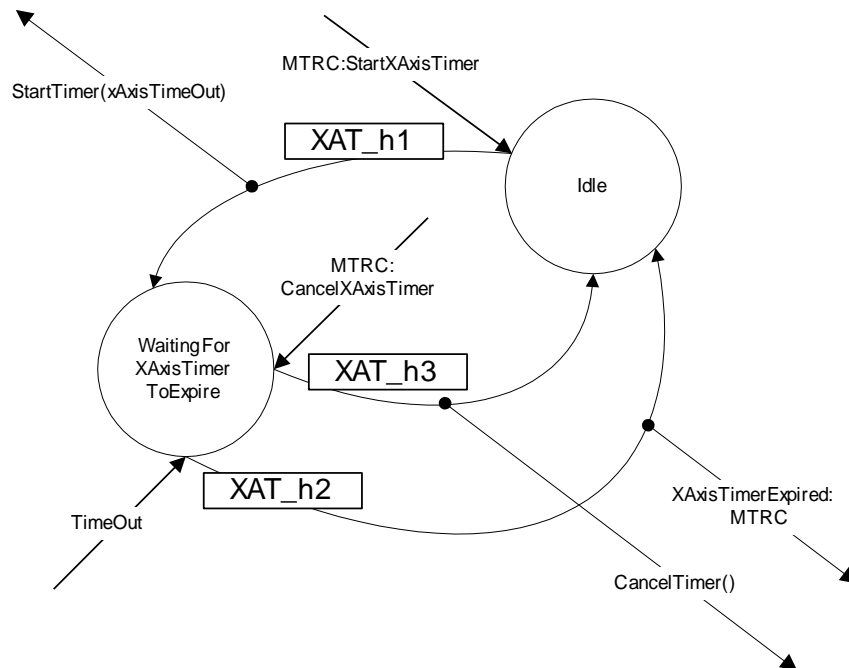 MTRC:StartXAxisTimer
StartTimer(xAxisTimeOut)
XAT_h1
Idle
MTRC:
CancelXAxisTimer
WaitingFor
XAxisTimer
ToExpire
XAT_h3
XAT_h2
XAxisTimerExpired:
MTRC
TimeOut
CancelTimer()